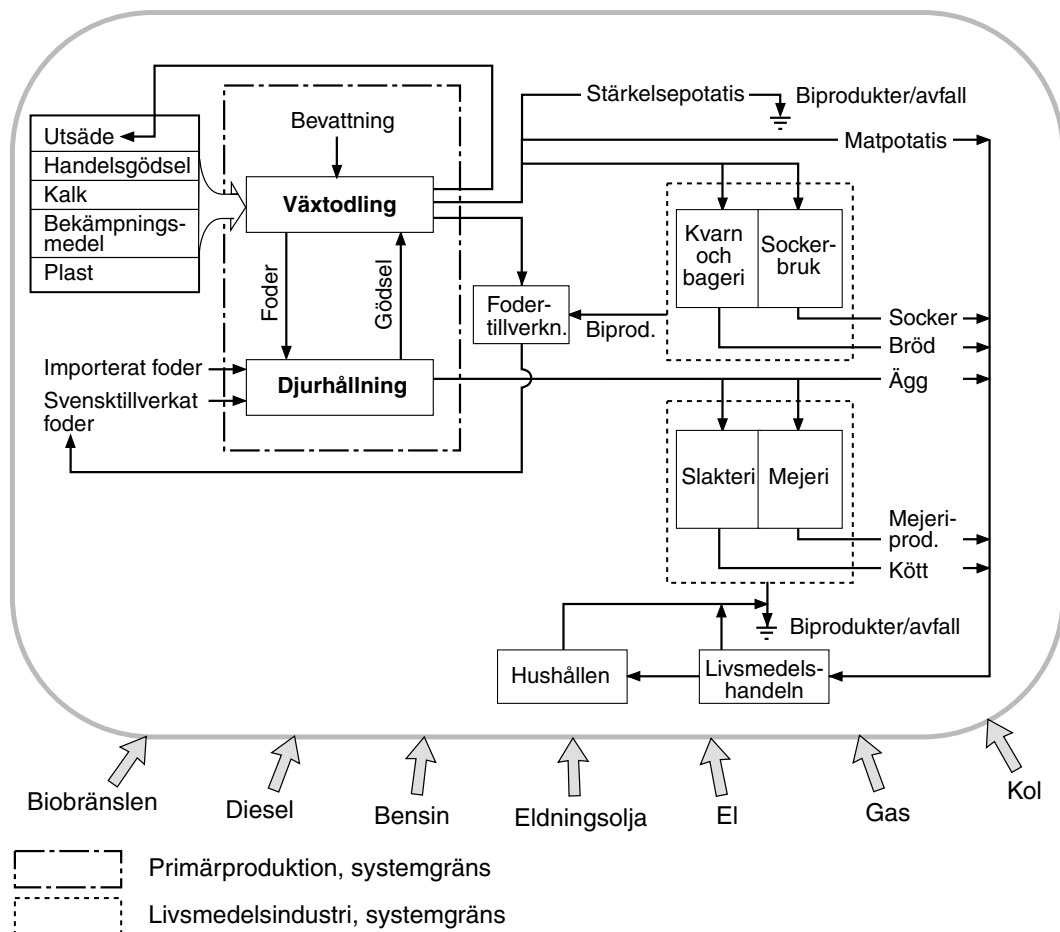 Stärkelsepotatis
Biprodukter/avfall
Bevattning
Utsäde
Matpotatis
Handelsgödsel
Kalk
Växtodling
Bekämpnings-
medel
Kvarn
och
bageri
Socker-
bruk
Plast
Foder
Gödsel
Foder-
tillverkn.
Biprod.
Socker
Bröd
Importerat foder
Djurhållning
Ägg
Svensktillverkat
foder
Slakteri
Mejeri
Mejeri-
prod.
Kött
Biprodukter/avfall
Hushållen
Livsmedels-
handeln
Biobränslen
Diesel
Bensin
Eldningsolja
El
Gas
Kol
Primärproduktion, systemgräns
Livsmedelsindustri, systemgräns